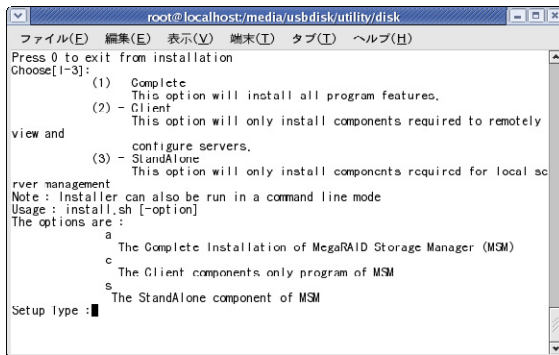 root@localhost:/media/usbdisk/utility/disk
ファイル(F) 編集(E) 表示(V) 端末(T) タブ(T) ヘルプ(H)
Press 0 to exit from installation
Choose[1-3]:
(1) Complete
This option will install all program features.
(2) - Client
This option will only install components required to remotely
view and
configure servers.
(3) - StandAlone
This option will only install components required for local se
rver management
Note : Installer can also be run in a command line mode
Usage : install.sh [-option]
The options are :
a
The Complete Installation of MegaRAID Storage Manager (MSM)
c
The Client components only program of MSM
s
The StandAlone component of MSM
Setup Type :